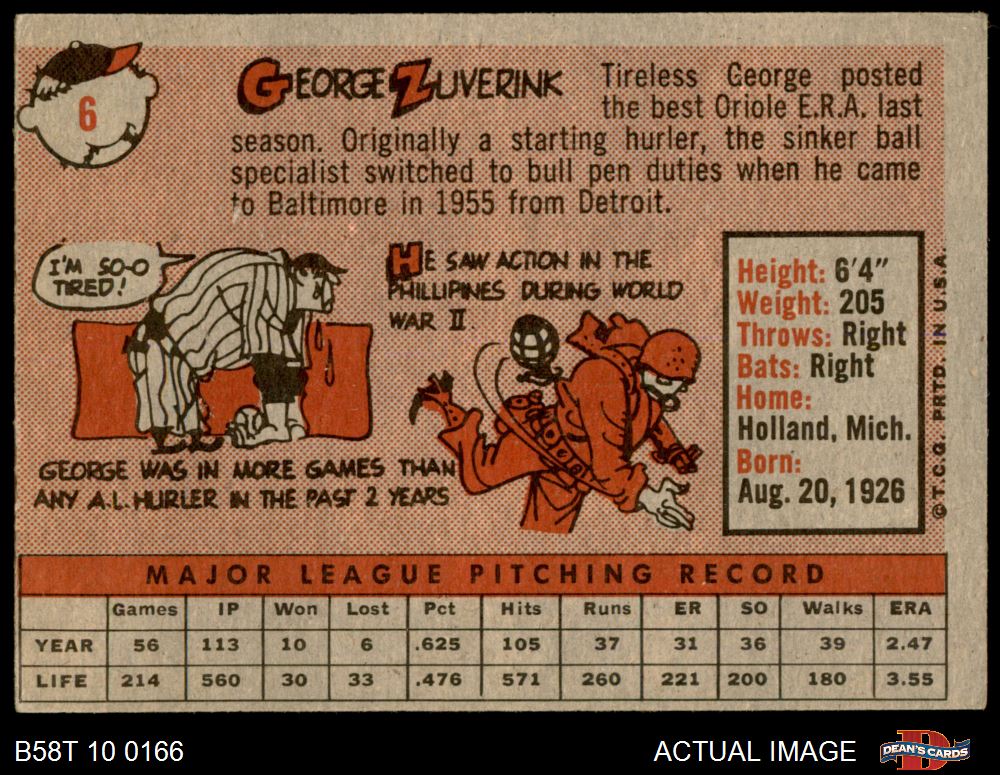 6
GEORGE ZUVERINK
Tireless George posted
the best Oriole E.R.A. last
season. Originally a starting hurler, the sinker ball
specialist switched to bull pen duties when he came
to Baltimore in 1955 from Detroit.
I'M SO-O
TIRED!
GEORGE WAS IN MORE GAMES THAN
ANY A.L. HURLER IN THE PAST 2 YEARS
HE SAW ACTION IN THE
PHILLIPINES DURING WORLD
WAR II
Height: 6'4"
Weight: 205
Throws: Right
Bats: Right
Home:
Holland, Mich.
Born:
Aug. 20, 1926
©T.C.G. PRTD. IN U.S.A.
MAJOR LEAGUE PITCHING RECORD
Games IP Won Lost Pct Hits Runs ER SO Walks ERA
YEAR 56 113 10 6 .625 105 37 31 36 39 2.47
LIFE 214 560 30 33 .476 571 260 221 200 180 3.55
B58T 10 0166
ACTUAL IMAGE
D
DEAN'S CARDS